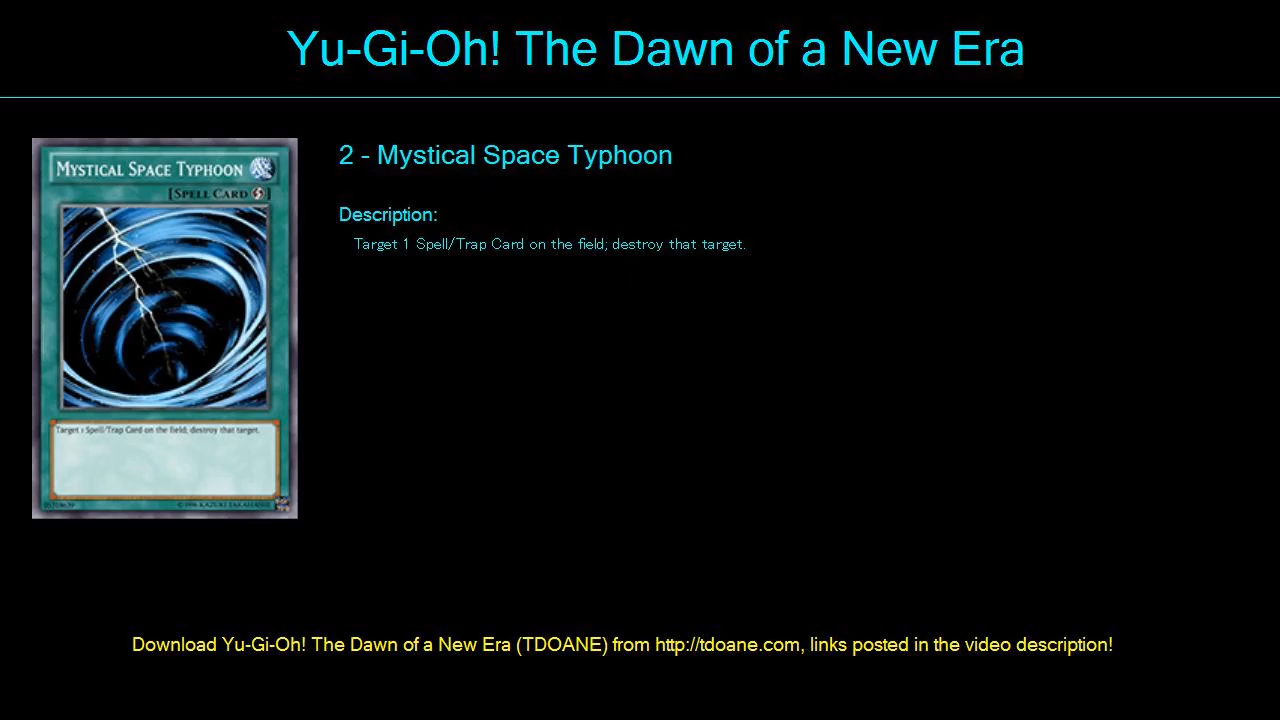 Yu-Gi-Oh! The Dawn of a New Era
MYSTICAL SPACE TYPHOON
[SPELL CARD]
Target 1 Spell/Trap Card on the field; destroy that target.
©1996 KAZUKI TAKAHASHI
2 - Mystical Space Typhoon
Description:
Target 1 Spell/Trap Card on the field; destroy that target.
Download Yu-Gi-Oh! The Dawn of a New Era (TDOANE) from http://tdoane.com, links posted in the video description!